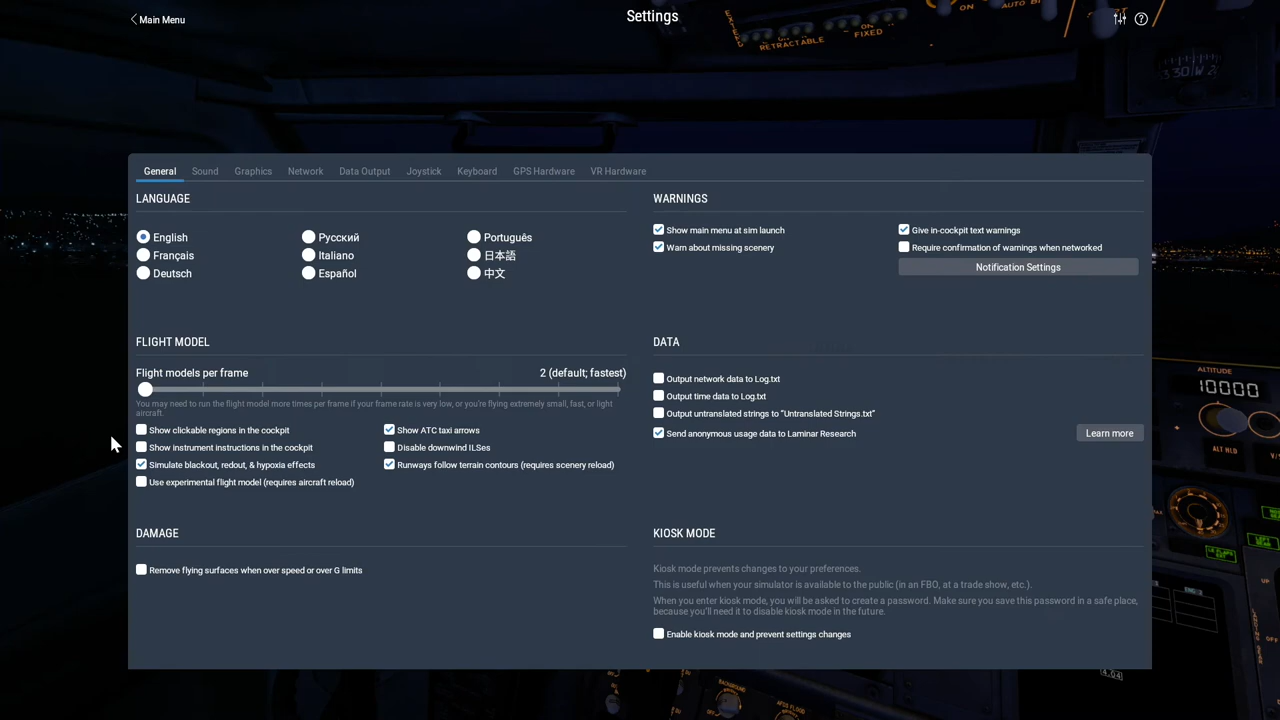 Main Menu
Settings
ON
AUTO
RETRACTABLE
ON
FIXED
330 W
General
Sound
Graphics
Network
Data Output
Joystick
Keyboard
GPS Hardware
VR Hardware
LANGUAGE
English
Русский
Português
Français
Italiano
日本語
Deutsch
Español
中文
WARNINGS
Show main menu at sim launch
Give in-cockpit text warnings
Warn about missing scenery
Require confirmation of warnings when networked
Notification Settings
FLIGHT MODEL
Flight models per frame
2 (default; fastest)
You may need to run the flight model more times per frame if your frame rate is very low, or you're flying extremely small, fast, or light
aircraft.
Show clickable regions in the cockpit
Show ATC taxi arrows
Show instrument instructions in the cockpit
Disable downwind ILSes
Simulate blackout, redout, & hypoxia effects
Runways follow terrain contours (requires scenery reload)
Use experimental flight model (requires aircraft reload)
DATA
Output network data to Log.txt
Output time data to Log.txt
Output untranslated strings to "Untranslated Strings.txt"
Send anonymous usage data to Laminar Research
Learn more
DAMAGE
Remove flying surfaces when over speed or over G limits
KIOSK MODE
Kiosk mode prevents changes to your preferences.
This is useful when your simulator is available to the public (in an FBO, at a trade show, etc.).
When you enter kiosk mode, you will be asked to create a password. Make sure you save this password in a safe place,
because you'll need it to disable kiosk mode in the future.
Enable kiosk mode and prevent settings changes
ALTITUDE
10000
ALT HLD
V/
UP
OFF
4.04
BACKGROUND
OFF